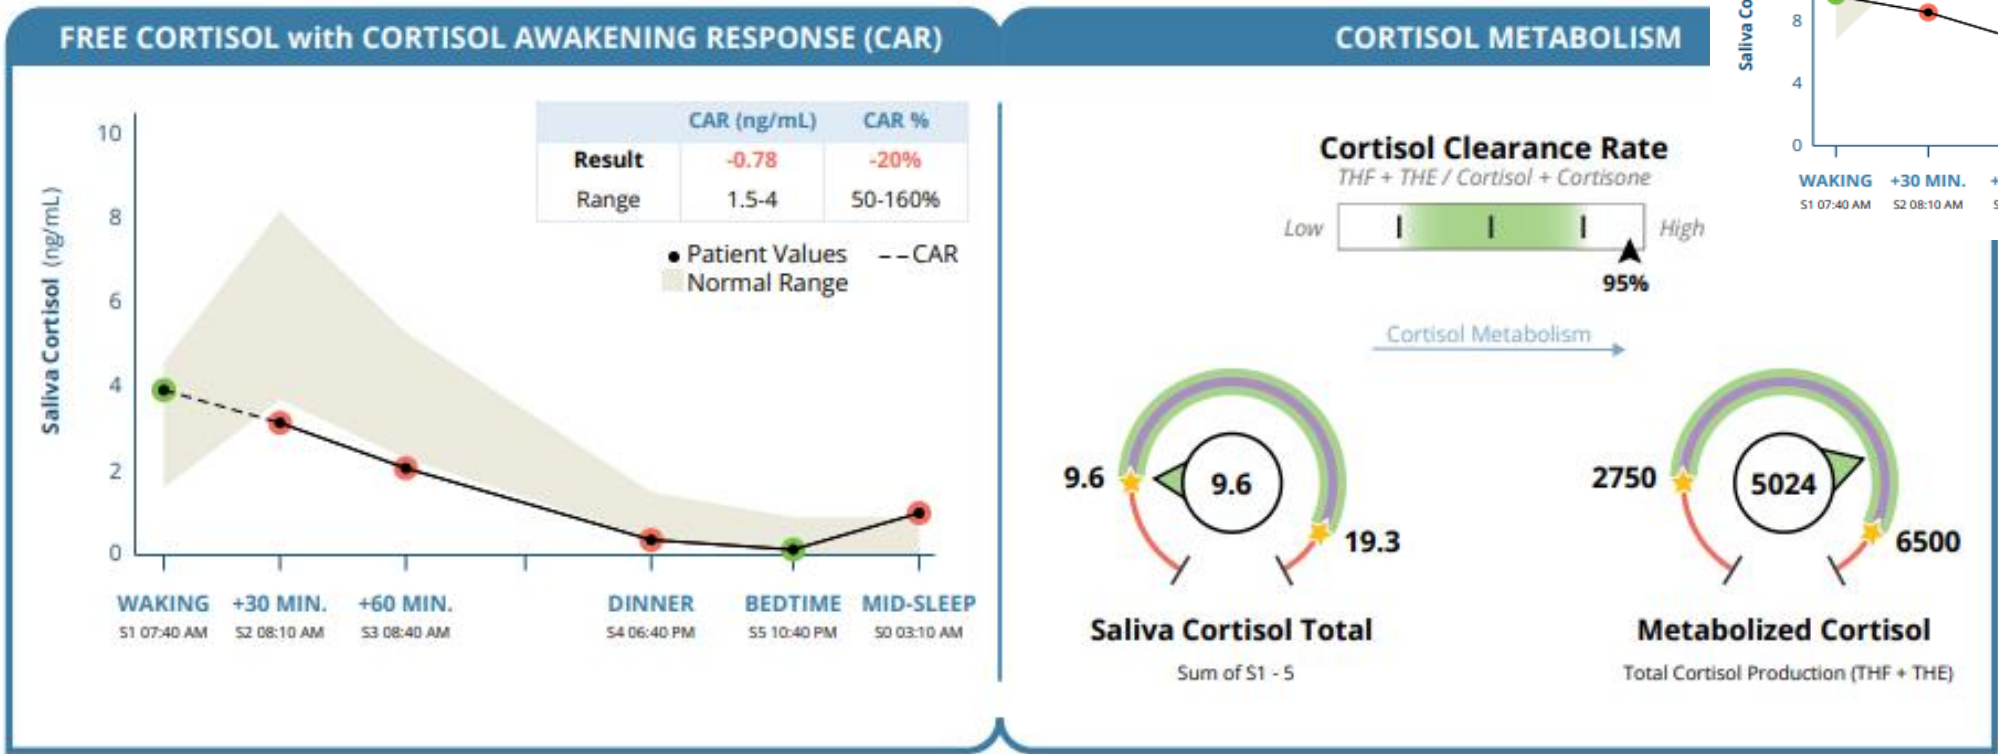 FREE CORTISOL with CORTISOL AWAKENING RESPONSE (CAR)
CAR (ng/mL) CAR %
Result -0.78 -20%
Range 1.5-4 50-160%
Patient Values --CAR
Normal Range
Saliva Cortisol (ng/mL)
10
8
6
4
2
0
WAKING +30 MIN. +60 MIN. DINNER BEDTIME MID-SLEEP
S1 07:40 AM S2 08:10 AM S3 08:40 AM S4 06:40 PM S5 10:40 PM S0 03:10 AM
CORTISOL METABOLISM
Cortisol Clearance Rate
THF + THE / Cortisol + Cortisone
Low High
95%
Cortisol Metabolism
9.6 9.6 19.3
Saliva Cortisol Total
Sum of S1 - 5
2750 5024 6500
Metabolized Cortisol
Total Cortisol Production (THF + THE)
Saliva Co
8
4
0
WAKING +30 MIN. +
S1 07:40 AM S2 08:10 AM S